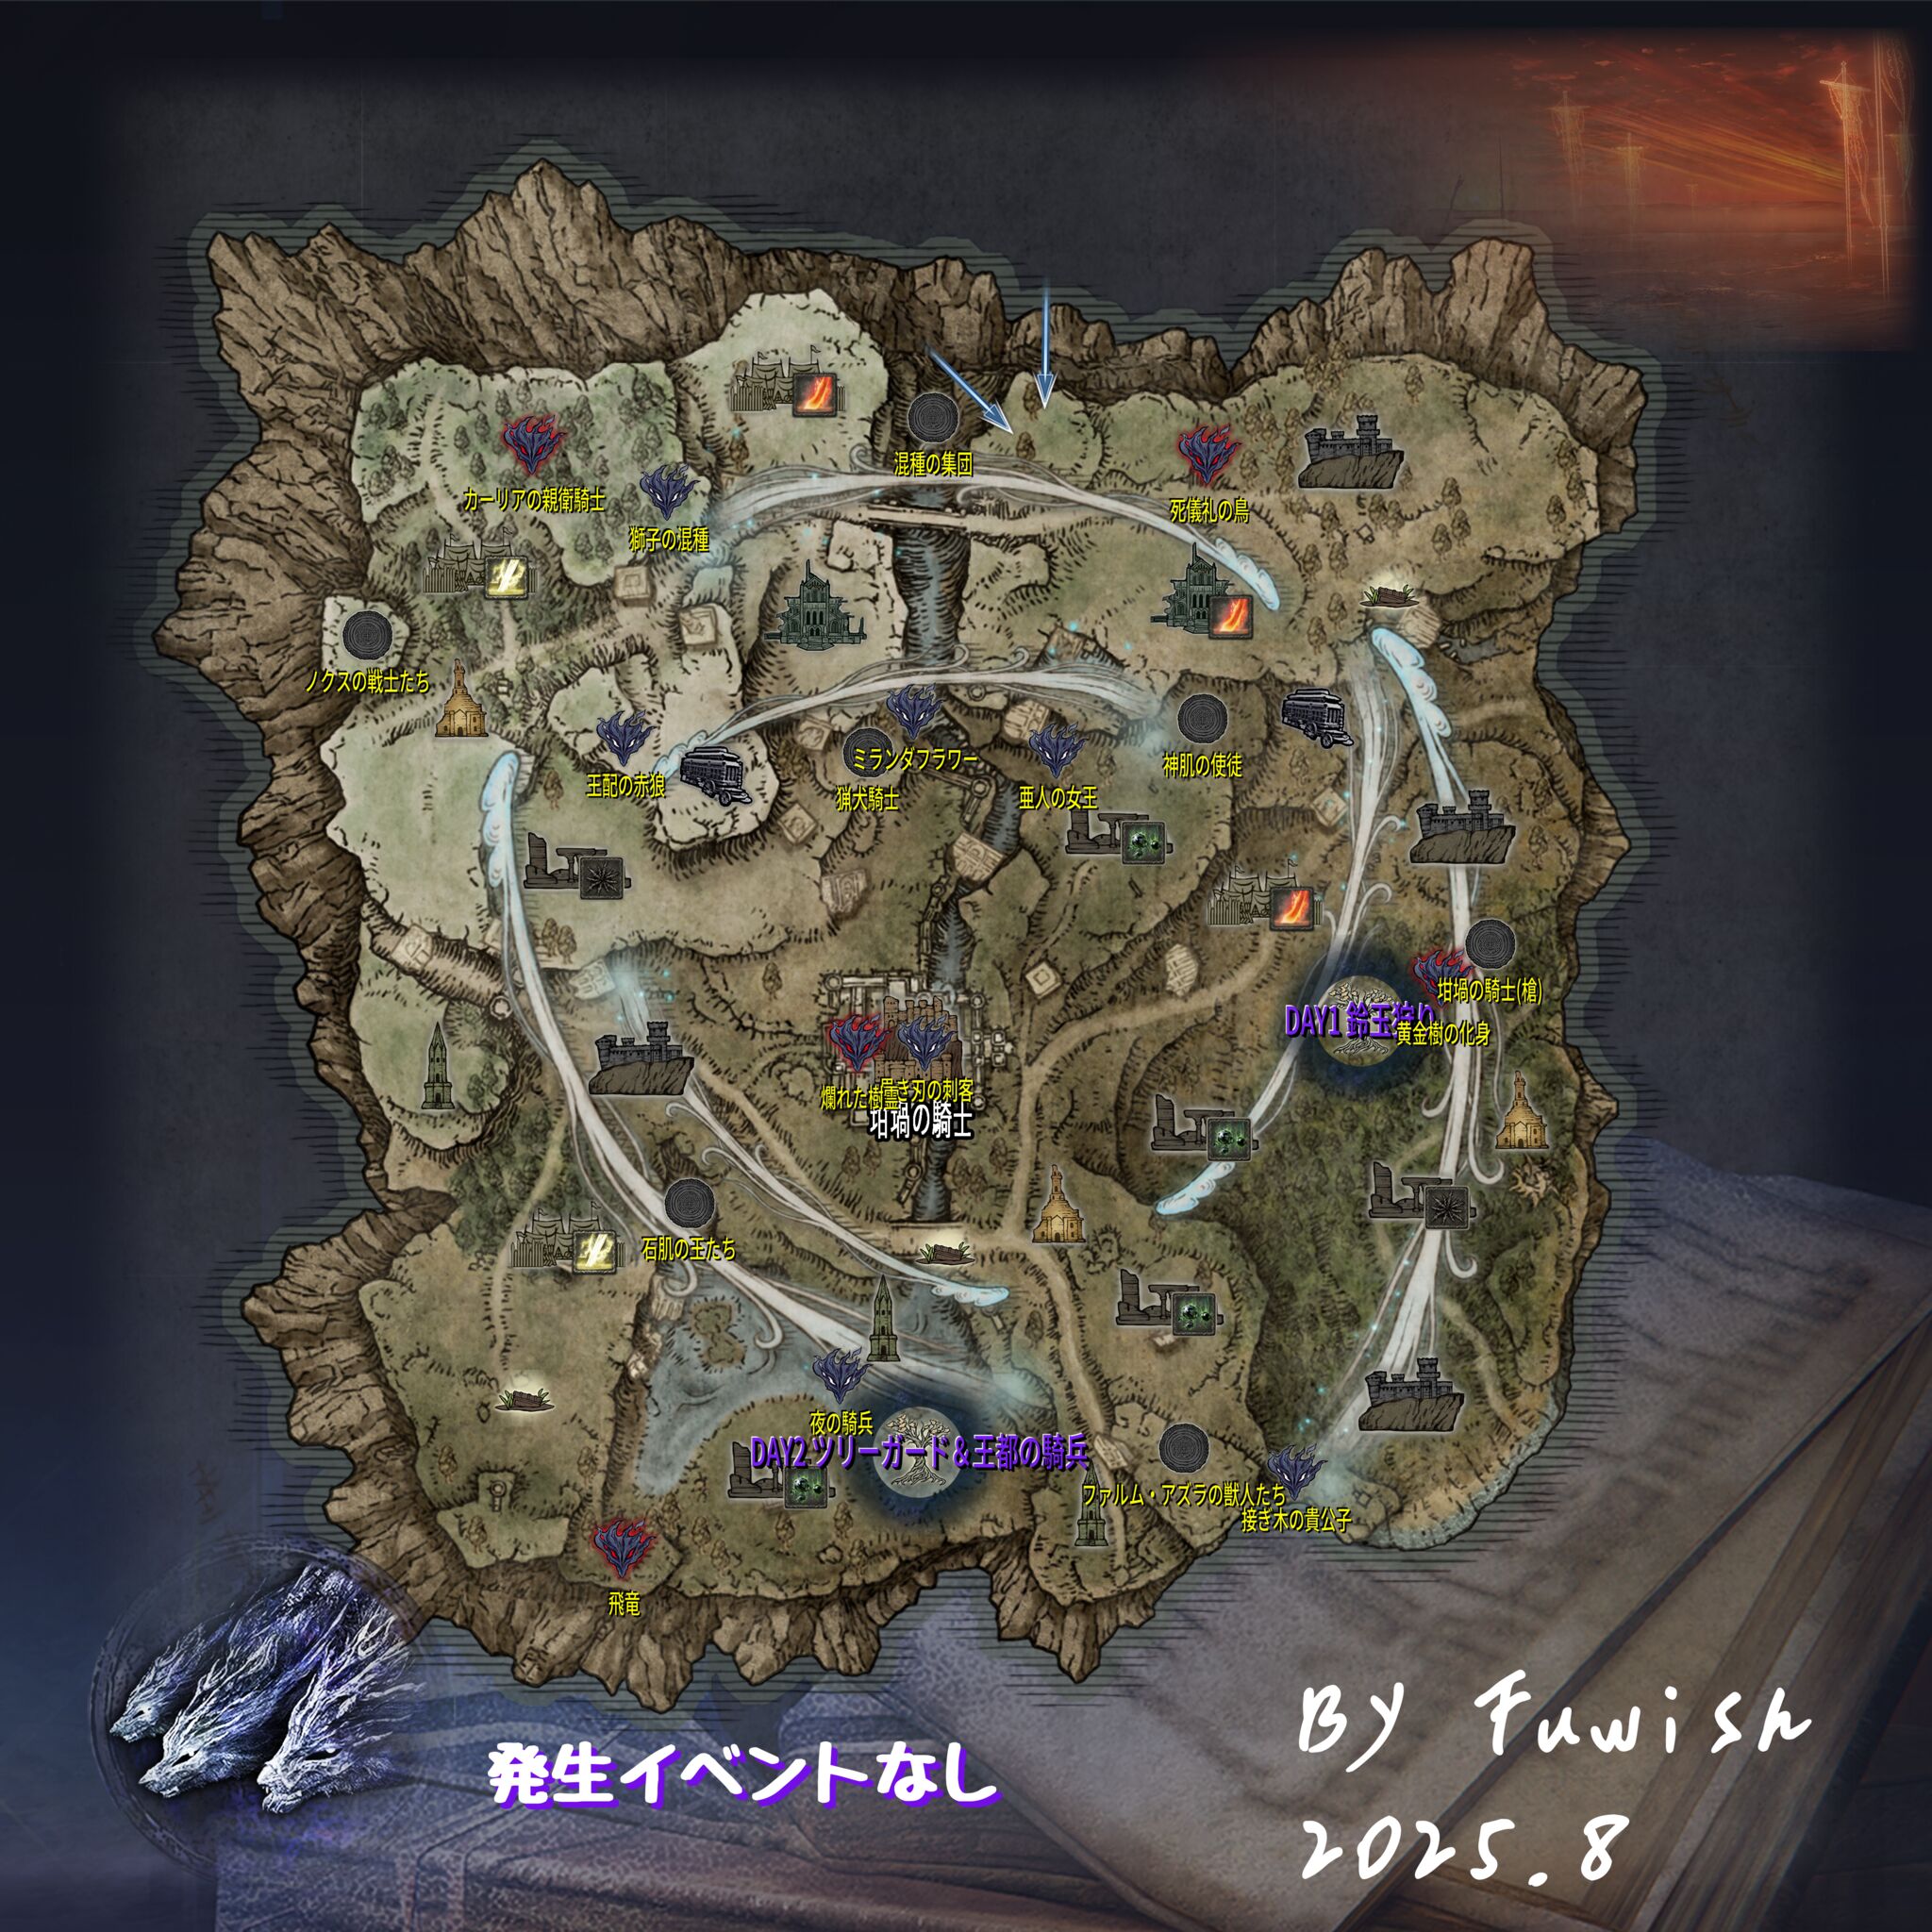 混種の集団
カーリアの親衛騎士
死儀礼の鳥
獅子の混種
ノクスの戦士たち
ミランダフラワー
神肌の使徒
王配の赤狼
猟犬騎士
亜人の女王
坩堝の騎士(槍)
DAY1 鈴玉狩り
黄金樹の化身
爛れた樹霊
黒き刃の刺客
坩堝の騎士
石肌の王たち
夜の騎兵
DAY2 ツリーガード＆王都の騎兵
ファルム・アズラの獣人たち
接ぎ木の貴公子
飛竜
発生イベントなし
BY Fuwish
2025.8